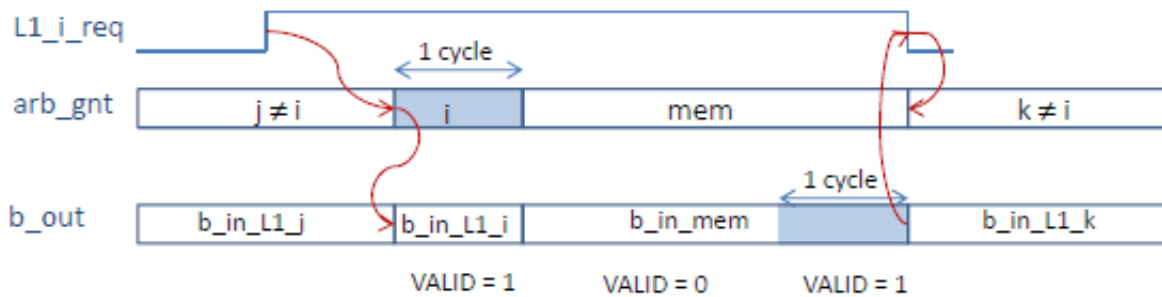 L1_i_req
1 cycle
arb_gnt j ≠ i i mem k ≠ i
1 cycle
b_out b_in_L1_j b_in_L1_i b_in_mem b_in_L1_k
VALID = 1 VALID = 0 VALID = 1